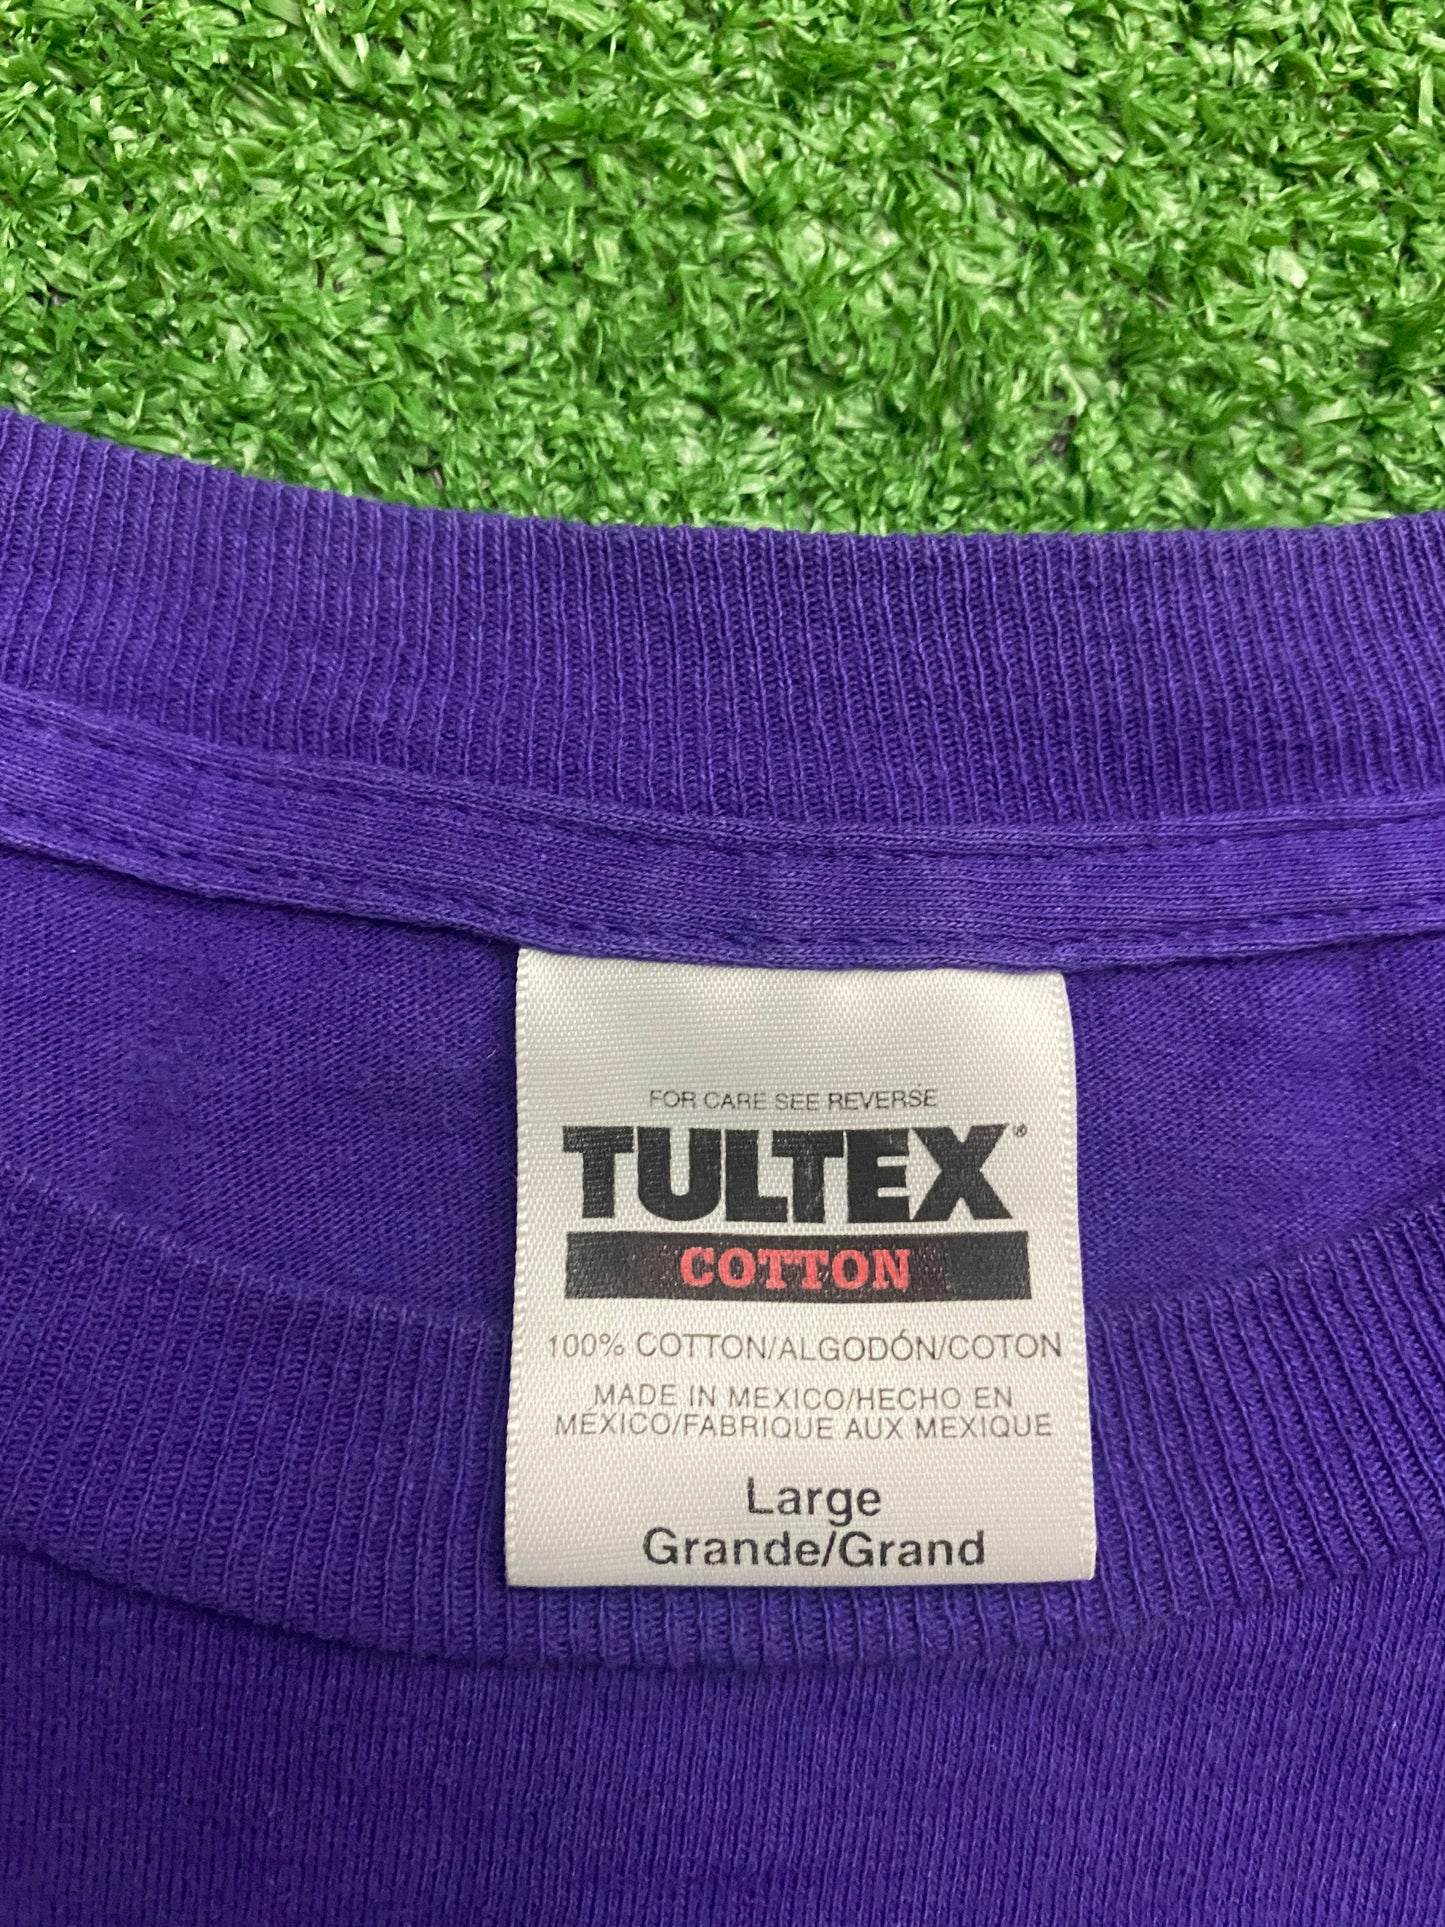 FOR CARE SEE REVERSE
TULTEX®
COTTON
100% COTTON/ALGODÓN/COTON
MADE IN MEXICO/HECHO EN
MÉXICO/FABRIQUE AUX MEXIQUE
Large
Grande/Grand